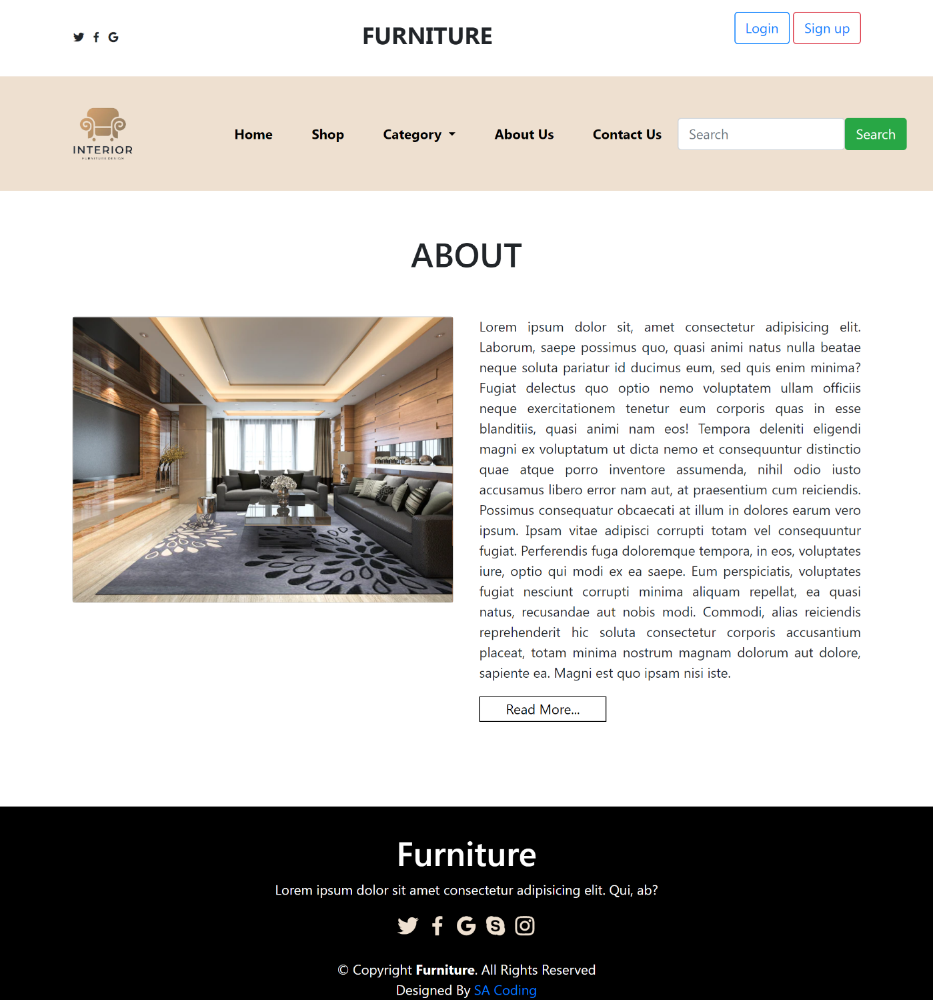 FURNITURE
Login
Sign up
INTERIOR
FURNITURE DESIGN
Home
Shop
Category
About Us
Contact Us
Search
Search
ABOUT
Lorem ipsum dolor sit, amet consectetur adipisicing elit.
Laborum, saepe possimus quo, quasi animi natus nulla beatae
neque soluta pariatur id ducimus eum, sed quis enim minima?
Fugiat delectus quo optio nemo voluptatem ullam officiis
neque exercitationem tenetur eum corporis quas in esse
blanditiis, quasi animi nam eos! Tempora deleniti eligendi
magni ex voluptatum ut dicta nemo et consequuntur distinctio
quae atque porro inventore assumenda, nihil odio iusto
accusamus libero error nam aut, at praesentium cum reiciendis.
Possimus consequatur obcaecati at illum in dolores earum vero
ipsum. Ipsam vitae adipisci corrupti totam vel consequuntur
fugiat. Perferendis fuga doloremque tempora, in eos, voluptates
iure, optio qui modi ex ea saepe. Eum perspiciatis, voluptates
fugiat nesciunt corrupti minima aliquam repellat, ea quasi
natus, recusandae aut nobis modi. Commodi, alias reiciendis
reprehenderit hic soluta consectetur corporis accusantium
placeat, totam minima nostrum magnam dolorum aut dolore,
sapiente ea. Magni est quo ipsam nisi iste.
Read More...
Furniture
Lorem ipsum dolor sit amet consectetur adipisicing elit. Qui, ab?
© Copyright Furniture. All Rights Reserved
Designed By SA Coding